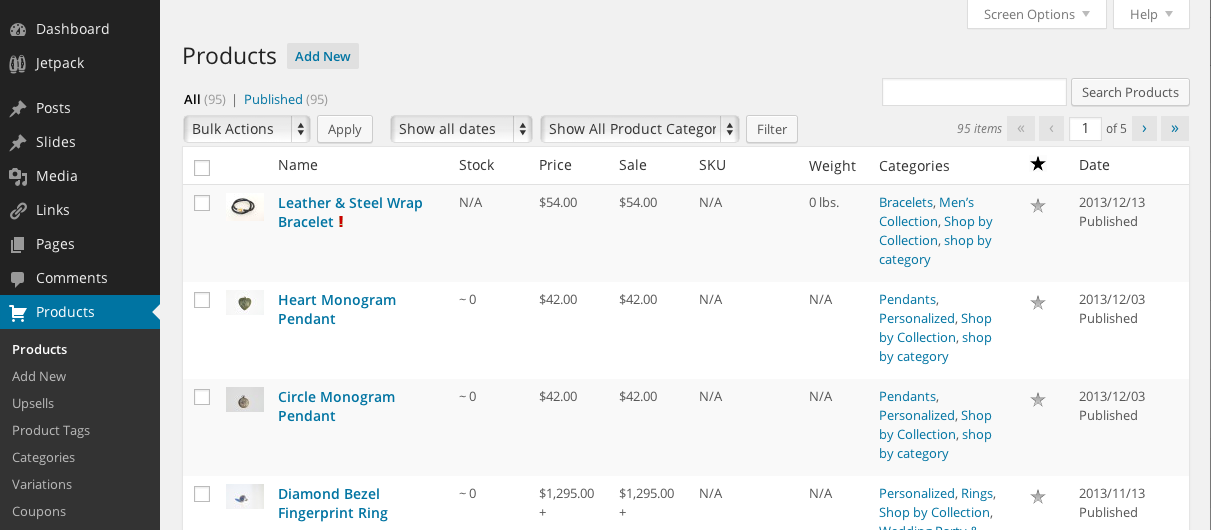 Dashboard
Jetpack
Posts
Slides
Media
Links
Pages
Comments
Products
Products
Add New
Upsells
Product Tags
Categories
Variations
Coupons
Screen Options
Help
Products Add New
All (95) | Published (95)
Search Products
Bulk Actions Apply Show all dates Show All Product Categor Filter 95 items « ‹ 1 of 5 › »
Name Stock Price Sale SKU Weight Categories ★ Date
Leather & Steel Wrap N/A $54.00 $54.00 N/A 0 lbs. Bracelets, Men’s 2013/12/13
Bracelet ! Collection, Shop by Published
Collection, shop by
category
Heart Monogram ~ 0 $42.00 $42.00 N/A N/A Pendants, 2013/12/03
Pendant Personalized, Shop Published
by Collection, shop
by category
Circle Monogram ~ 0 $42.00 $42.00 N/A N/A Pendants, 2013/12/03
Pendant Personalized, Shop Published
by Collection, shop
by category
Diamond Bezel ~ 0 $1,295.00 $1,295.00 N/A N/A Personalized, Rings, 2013/11/13
Fingerprint Ring + + Shop by Collection, Published
Wedding Party &